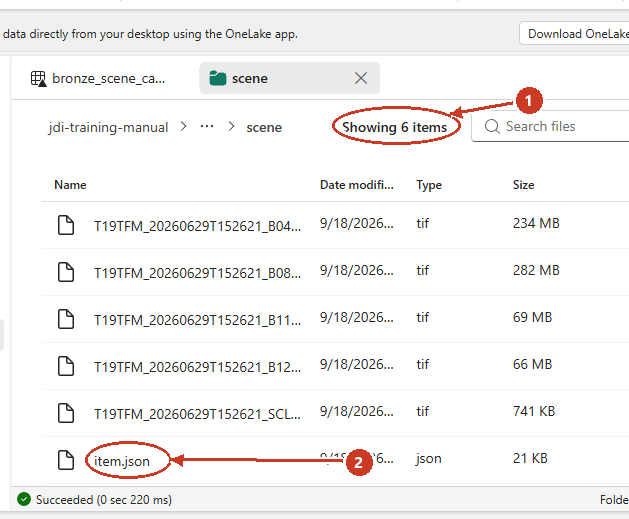 data directly from your desktop using the OneLake app.
Download OneLake
bronze_scene_ca...
scene
1
jdi-training-manual > ... > scene
Showing 6 items
Search files
Name Date modifi... Type Size
T19TFM_20260629T152621_B04... 9/18/2026... tif 234 MB
T19TFM_20260629T152621_B08... 9/18/2026... tif 282 MB
T19TFM_20260629T152621_B11... 9/18/2026... tif 69 MB
T19TFM_20260629T152621_B12... 9/18/2026... tif 66 MB
T19TFM_20260629T152621_SCL... 9/18/2026... tif 741 KB
item.json 2 json 21 KB
Succeeded (0 sec 220 ms)
Folde